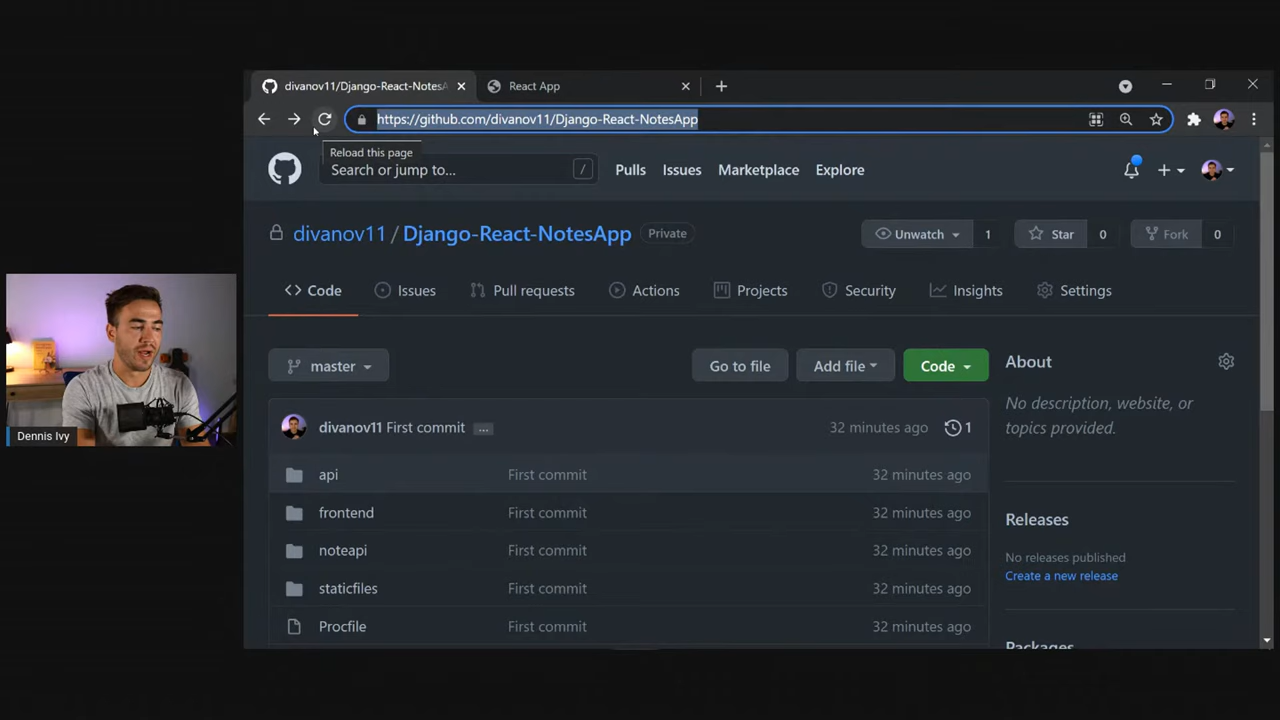 divanov11/Django-React-NotesA
React App
https://github.com/divanov11/Django-React-NotesApp
Reload this page
Search or jump to...
/
Pulls
Issues
Marketplace
Explore
divanov11 / Django-React-NotesApp
Private
Unwatch
1
Star
0
Fork
0
Code
Issues
Pull requests
Actions
Projects
Security
Insights
Settings
master
Go to file
Add file
Code
divanov11 First commit ...
32 minutes ago
1
api First commit 32 minutes ago
frontend First commit 32 minutes ago
noteapi First commit 32 minutes ago
staticfiles First commit 32 minutes ago
Procfile First commit 32 minutes ago
About
No description, website, or
topics provided.
Releases
No releases published
Create a new release
Packages
Dennis Ivy